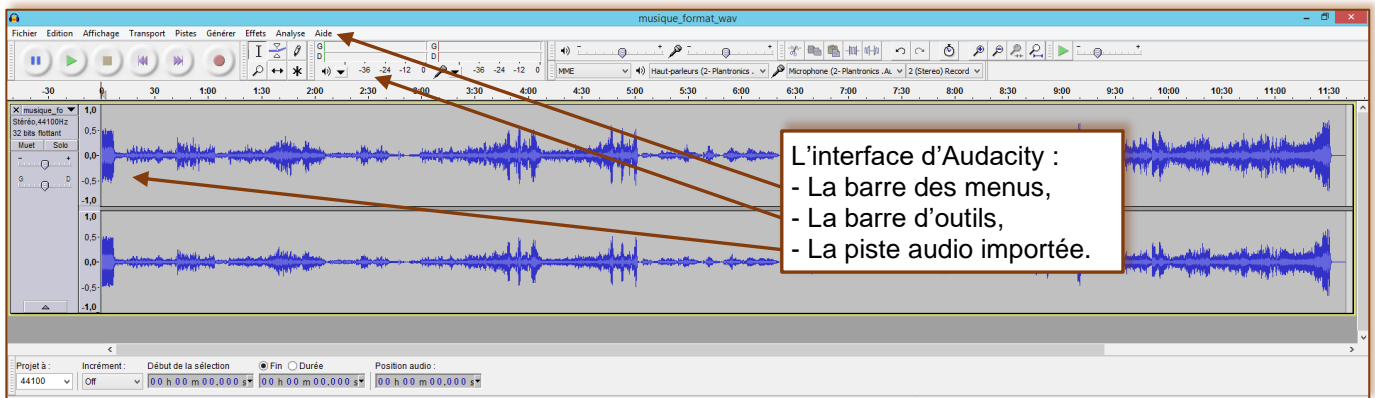 musique_format_wav
Fichier Edition Affichage Transport Pistes Générer Effets Analyse Aide
G G
D D
-36 -24 -12 0 -36 -24 -12 0
MME Haut-parleurs (2- Plantronics . Microphone (2- Plantronics .Au 2 (Stereo) Record
-30 0 30 1:00 1:30 2:00 2:30 3:00 3:30 4:00 4:30 5:00 5:30 6:00 6:30 7:00 7:30 8:00 8:30 9:00 9:30 10:00 10:30 11:00 11:30
musique_fo 1,0
Stéréo,44100Hz
32 bits flottant
0,5
Muet Solo
- +
0,0
G D
-0,5
-1,0
1,0
0,5
0,0
-0,5
-1,0
L'interface d'Audacity :
- La barre des menus,
- La barre d'outils,
- La piste audio importée.
Projet à : Incrément : Début de la sélection Fin Durée Position audio :
44100 Off 00 h 00 m 00,000 s 00 h 00 m 00,000 s 00 h 00 m 00,000 s